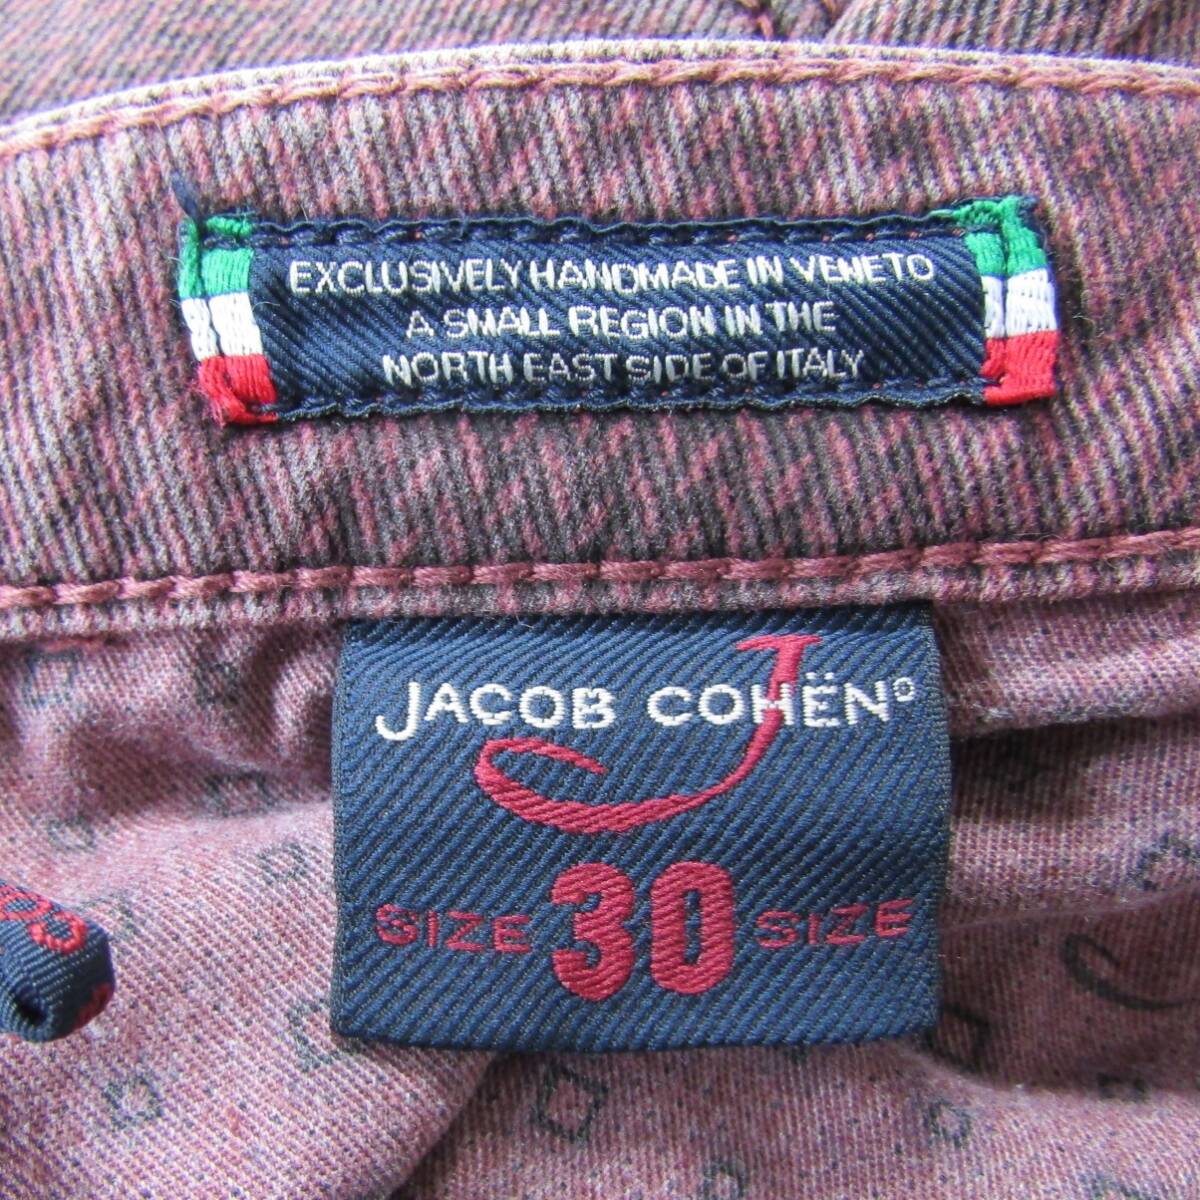 EXCLUSIVELY HANDMADE IN VENETO
A SMALL REGION IN THE
NORTH EAST SIDE OF ITALY
JACOB COHËN
SIZE 30 SIZE